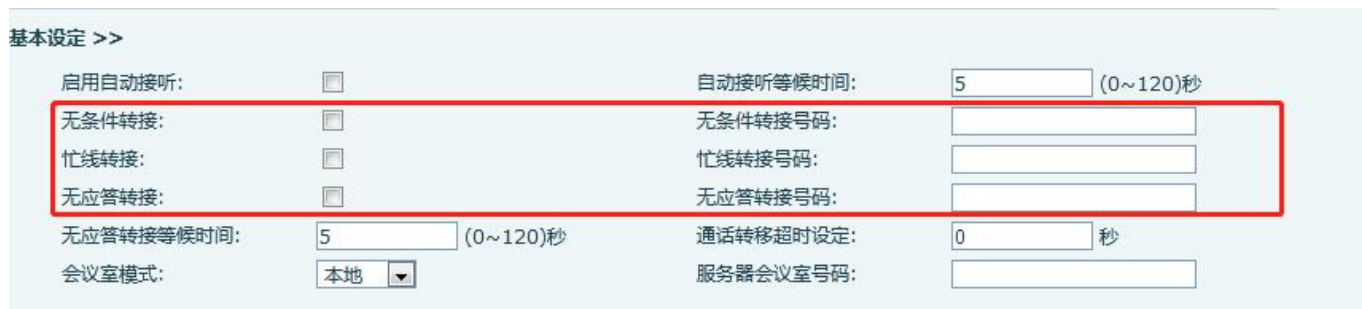 基本设定 >>
启用自动接听: 自动接听等候时间: 5 (0~120)秒
无条件转接: 无条件转接号码:
忙线转接: 忙线转接号码:
无应答转接: 无应答转接号码:
无应答转接等候时间: 5 (0~120)秒 通话转移超时设定: 0 秒
会议室模式: 本地 服务器会议室号码: